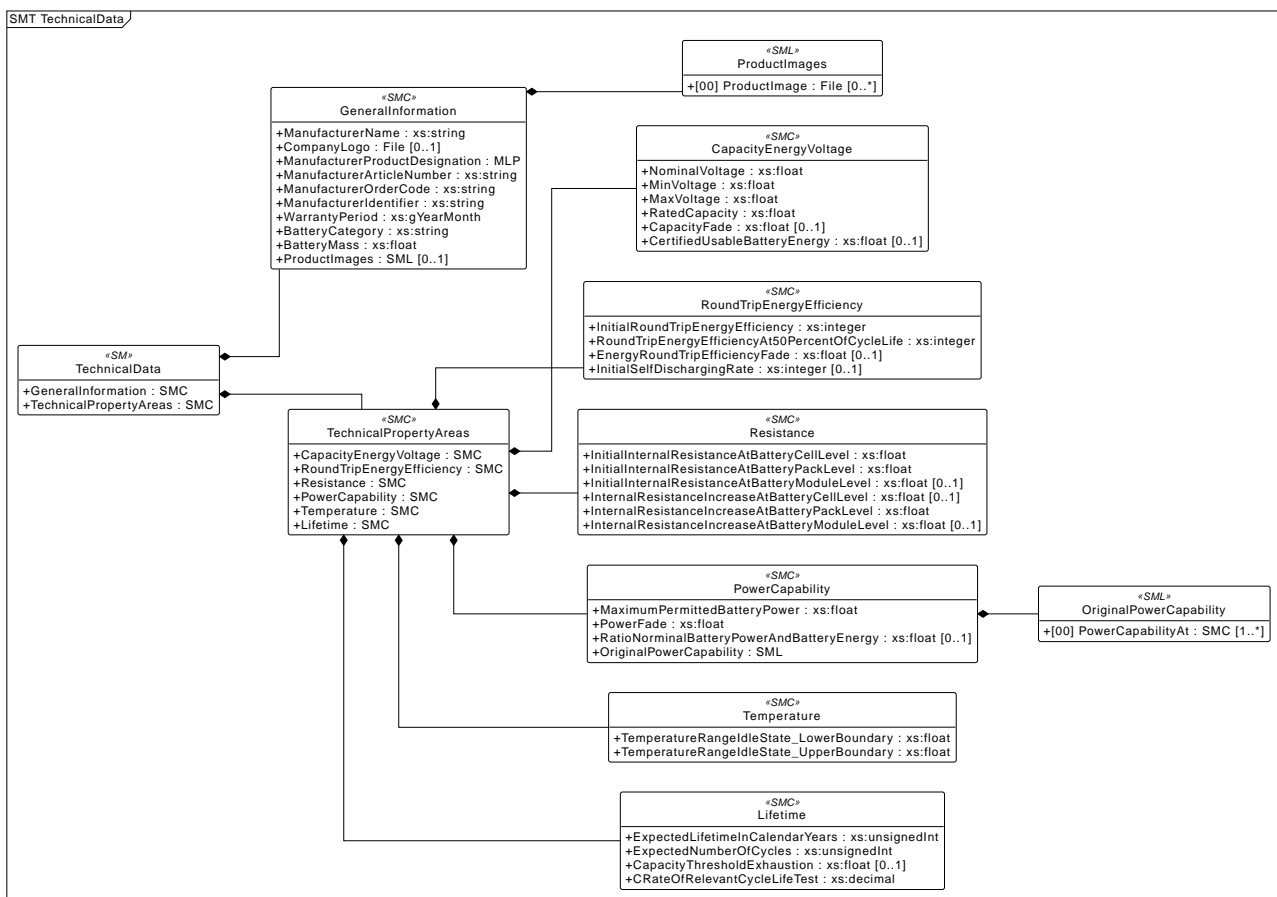 SMT TechnicalData
«SML»
ProductImages
+[00] ProductImage : File [0..*]
«SMC»
GeneralInformation
+ManufacturerName : xs:string
+CompanyLogo : File [0..1]
+ManufacturerProductDesignation : MLP
+ManufacturerArticleNumber : xs:string
+ManufacturerOrderCode : xs:string
+ManufacturerIdentifier : xs:string
+WarrantyPeriod : xs:gYearMonth
+BatteryCategory : xs:string
+BatteryMass : xs:float
+ProductImages : SML [0..1]
«SMC»
CapacityEnergyVoltage
+NominalVoltage : xs:float
+MinVoltage : xs:float
+MaxVoltage : xs:float
+RatedCapacity : xs:float
+CapacityFade : xs:float [0..1]
+CertifiedUsableBatteryEnergy : xs:float [0..1]
«SMC»
RoundTripEnergyEfficiency
+InitialRoundTripEnergyEfficiency : xs:integer
+RoundTripEnergyEfficiencyAt50PercentOfCycleLife : xs:integer
+EnergyRoundTripEfficiencyFade : xs:float [0..1]
+InitialSelfDischargingRate : xs:integer [0..1]
«SM»
TechnicalData
+GeneralInformation : SMC
+TechnicalPropertyAreas : SMC
«SMC»
TechnicalPropertyAreas
+CapacityEnergyVoltage : SMC
+RoundTripEnergyEfficiency : SMC
+Resistance : SMC
+PowerCapability : SMC
+Temperature : SMC
+Lifetime : SMC
«SMC»
Resistance
+InitialInternalResistanceAtBatteryCellLevel : xs:float
+InitialInternalResistanceAtBatteryPackLevel : xs:float
+InitialInternalResistanceAtBatteryModuleLevel : xs:float [0..1]
+InternalResistanceIncreaseAtBatteryCellLevel : xs:float [0..1]
+InternalResistanceIncreaseAtBatteryPackLevel : xs:float
+InternalResistanceIncreaseAtBatteryModuleLevel : xs:float [0..1]
«SMC»
PowerCapability
+MaximumPermittedBatteryPower : xs:float
+PowerFade : xs:float
+RatioNorminalBatteryPowerAndBatteryEnergy : xs:float [0..1]
+OriginalPowerCapability : SML
«SML»
OriginalPowerCapability
+[00] PowerCapabilityAt : SMC [1..*]
«SMC»
Temperature
+TemperatureRangeIdleState_LowerBoundary : xs:float
+TemperatureRangeIdleState_UpperBoundary : xs:float
«SMC»
Lifetime
+ExpectedLifetimeInCalendarYears : xs:unsignedInt
+ExpectedNumberOfCycles : xs:unsignedInt
+CapacityThresholdExhaustion : xs:float [0..1]
+CRateOfRelevantCycleLifeTest : xs:decimal